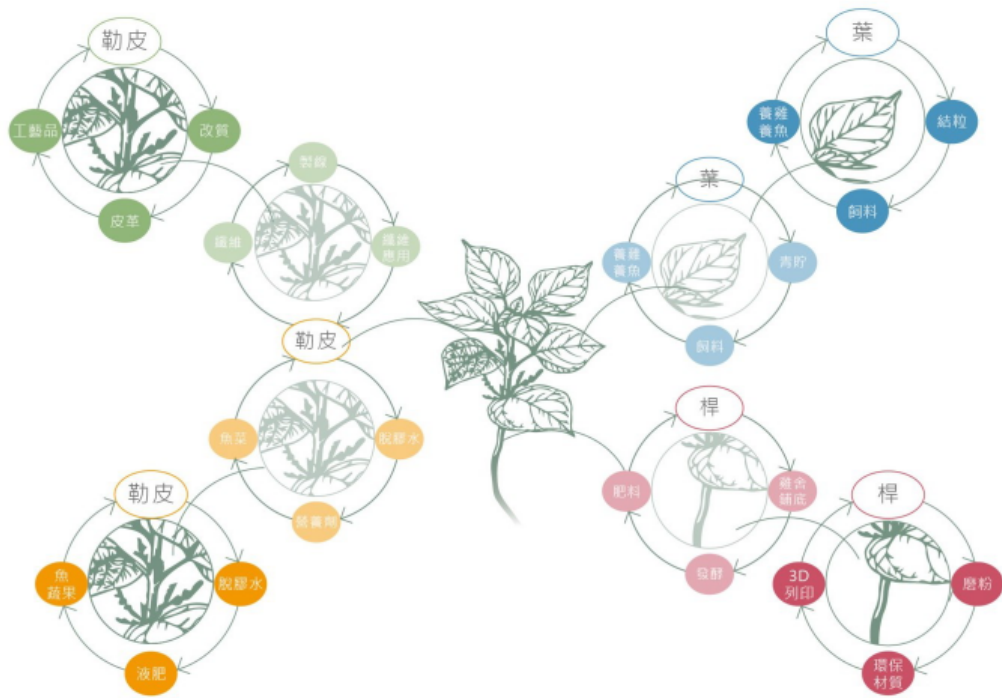 勒皮
工藝品
改質
皮革
製線
纖維
纖維
應用
勒皮
魚菜
脫膠水
營養劑
勒皮
魚
蔬果
脫膠水
液肥
葉
養雞
養魚
結粒
飼料
葉
養雞
養魚
青貯
飼料
桿
肥料
雞舍
舖底
發酵
桿
3D
列印
磨粉
環保
材質